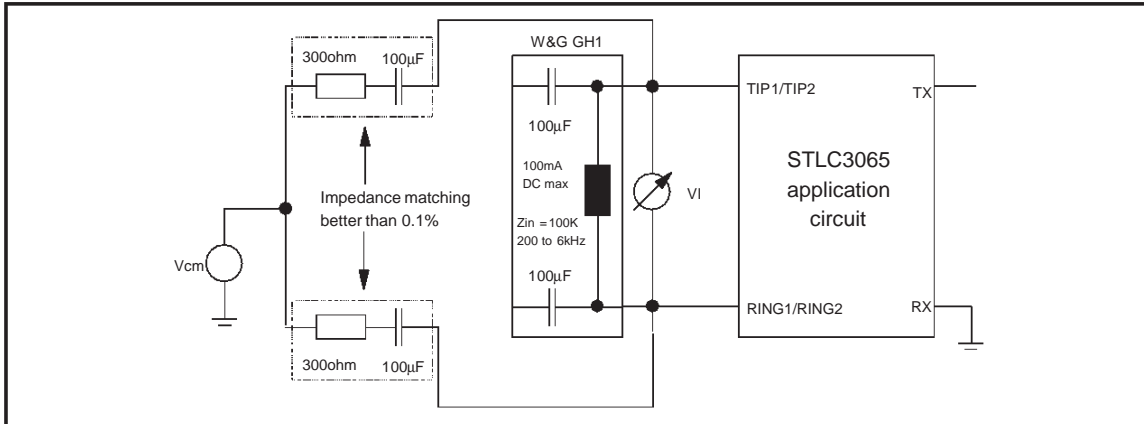 W&G GH1
300ohm
100µF
100µF
TIP1/TIP2
TX
100µF
100mA
DC max
STLC3065
application
circuit
Impedance matching
better than 0.1%
VI
Zin = 100K
200 to 6kHz
Vcm
100µF
RING1/RING2
RX
300ohm
100µF